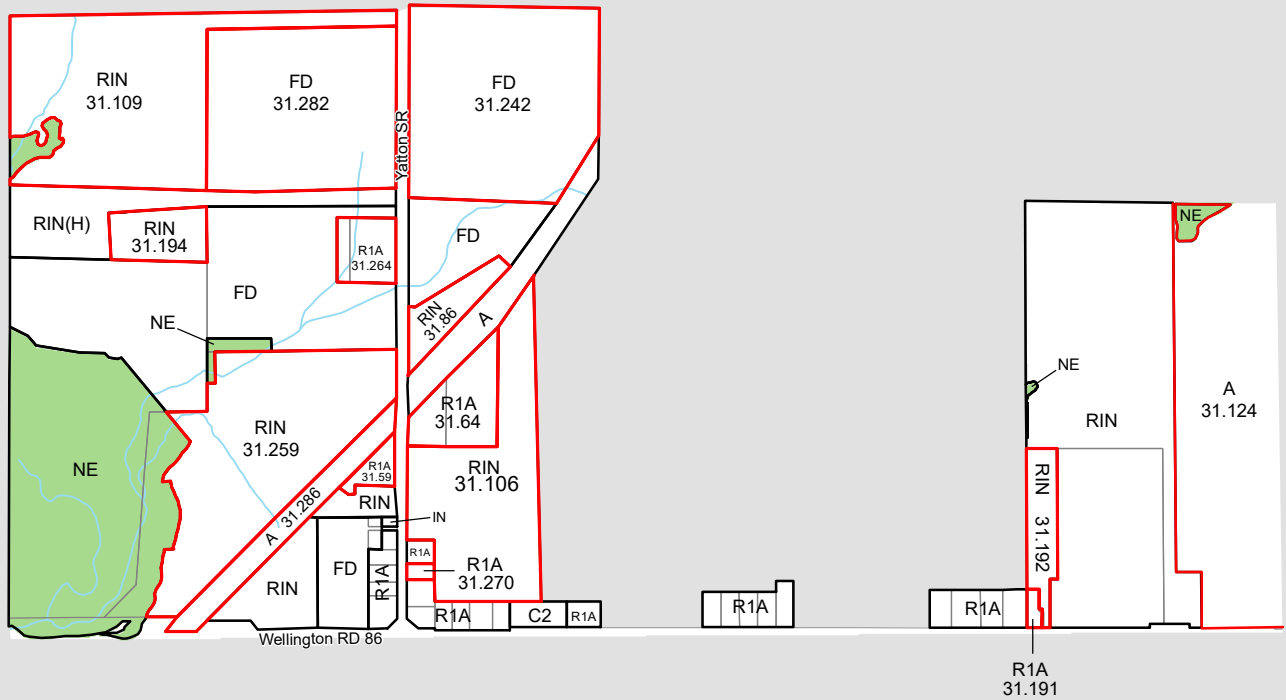 RIN
31.109
FD
31.282
Yatton SR
FD
31.242
RIN(H)
RIN
31.194
R1A
31.264
FD
FD
NE
RIN
31.86
A
NE
RIN
31.259
R1A
31.64
R1A
31.59
RIN
31.106
NE
A 31.286
RIN
IN
RIN
FD
R1A
R1A
R1A
31.270
R1A
C2
R1A
Wellington RD 86
R1A
NE
A
31.124
NE
RIN
RIN 31.192
R1A
R1A
31.191